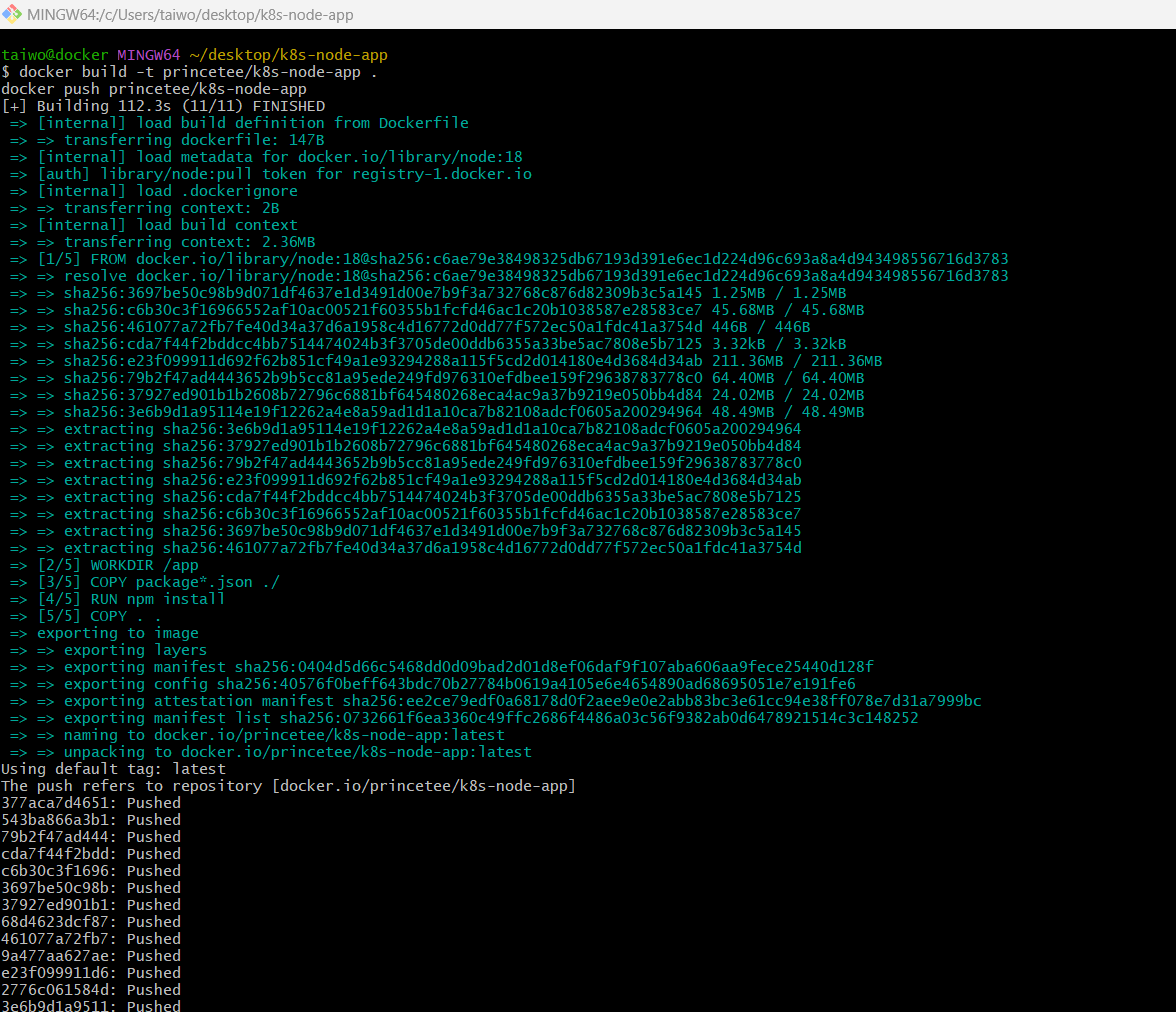 MINGW64:/c/Users/taiwo/desktop/k8s-node-app
taiwo@docker MINGW64 ~/desktop/k8s-node-app
$ docker build -t princetee/k8s-node-app .
docker push princetee/k8s-node-app
[+] Building 112.3s (11/11) FINISHED
=> [internal] load build definition from Dockerfile
=> => transferring dockerfile: 147B
=> [internal] load metadata for docker.io/library/node:18
=> [auth] library/node:pull token for registry-1.docker.io
=> [internal] load .dockerignore
=> => transferring context: 2B
=> [internal] load build context
=> => transferring context: 2.36MB
=> [1/5] FROM docker.io/library/node:18@sha256:c6ae79e38498325db67193d391e6ec1d224d96c693a8a4d943498556716d3783
=> => resolve docker.io/library/node:18@sha256:c6ae79e38498325db67193d391e6ec1d224d96c693a8a4d943498556716d3783
=> => sha256:3697be50c98b9d071df4637e1d3491d00e7b9f3a732768c876d82309b3c5a145 1.25MB / 1.25MB
=> => sha256:c6b30c3f16966552af10ac00521f60355b1fcfd46ac1c20b1038587e28583ce7 45.68MB / 45.68MB
=> => sha256:461077a72fb7fe40d34a37d6a1958c4d16772d0dd77f572ec50a1fdc41a3754d 446B / 446B
=> => sha256:cda7f44f2bddcc4bb7514474024b3f3705de00ddb6355a33be5ac7808e5b7125 3.32kB / 3.32kB
=> => sha256:e23f099911d692f62b851cf49a1e93294288a115f5cd2d014180e4d3684d34ab 211.36MB / 211.36MB
=> => sha256:79b2f47ad4443652b9b5cc81a95ede249fd976310efdbee159f29638783778c0 64.40MB / 64.40MB
=> => sha256:37927ed901b1b2608b72796c6881bf645480268eca4ac9a37b9219e050bb4d84 24.02MB / 24.02MB
=> => sha256:3e6b9d1a95114e19f12262a4e8a59ad1d1a10ca7b82108adcf0605a200294964 48.49MB / 48.49MB
=> => extracting sha256:3e6b9d1a95114e19f12262a4e8a59ad1d1a10ca7b82108adcf0605a200294964
=> => extracting sha256:37927ed901b1b2608b72796c6881bf645480268eca4ac9a37b9219e050bb4d84
=> => extracting sha256:79b2f47ad4443652b9b5cc81a95ede249fd976310efdbee159f29638783778c0
=> => extracting sha256:e23f099911d692f62b851cf49a1e93294288a115f5cd2d014180e4d3684d34ab
=> => extracting sha256:cda7f44f2bddcc4bb7514474024b3f3705de00ddb6355a33be5ac7808e5b7125
=> => extracting sha256:c6b30c3f16966552af10ac00521f60355b1fcfd46ac1c20b1038587e28583ce7
=> => extracting sha256:3697be50c98b9d071df4637e1d3491d00e7b9f3a732768c876d82309b3c5a145
=> => extracting sha256:461077a72fb7fe40d34a37d6a1958c4d16772d0dd77f572ec50a1fdc41a3754d
=> [2/5] WORKDIR /app
=> [3/5] COPY package*.json ./
=> [4/5] RUN npm install
=> [5/5] COPY . .
=> exporting to image
=> => exporting layers
=> => exporting manifest sha256:0404d5d66c5468dd0d09bad2d01d8ef06daf9f107aba606aa9fece25440d128f
=> => exporting config sha256:40576f0beff643bdc70b27784b0619a4105e6e4654890ad68695051e7e191fe6
=> => exporting attestation manifest sha256:ee2ce79edf0a68178d0f2aee9e0e2abb83bc3e61cc94e38ff078e7d31a7999bc
=> => exporting manifest list sha256:0732661f6ea3360c49ffc2686f4486a03c56f9382ab0d6478921514c3c148252
=> => naming to docker.io/princetee/k8s-node-app:latest
=> => unpacking to docker.io/princetee/k8s-node-app:latest
Using default tag: latest
The push refers to repository [docker.io/princetee/k8s-node-app]
377aca7d4651: Pushed
543ba866a3b1: Pushed
79b2f47ad444: Pushed
cda7f44f2bdd: Pushed
c6b30c3f1696: Pushed
3697be50c98b: Pushed
37927ed901b1: Pushed
68d4623dcf87: Pushed
461077a72fb7: Pushed
9a477aa627ae: Pushed
e23f099911d6: Pushed
2776c061584d: Pushed
3e6b9d1a9511: Pushed